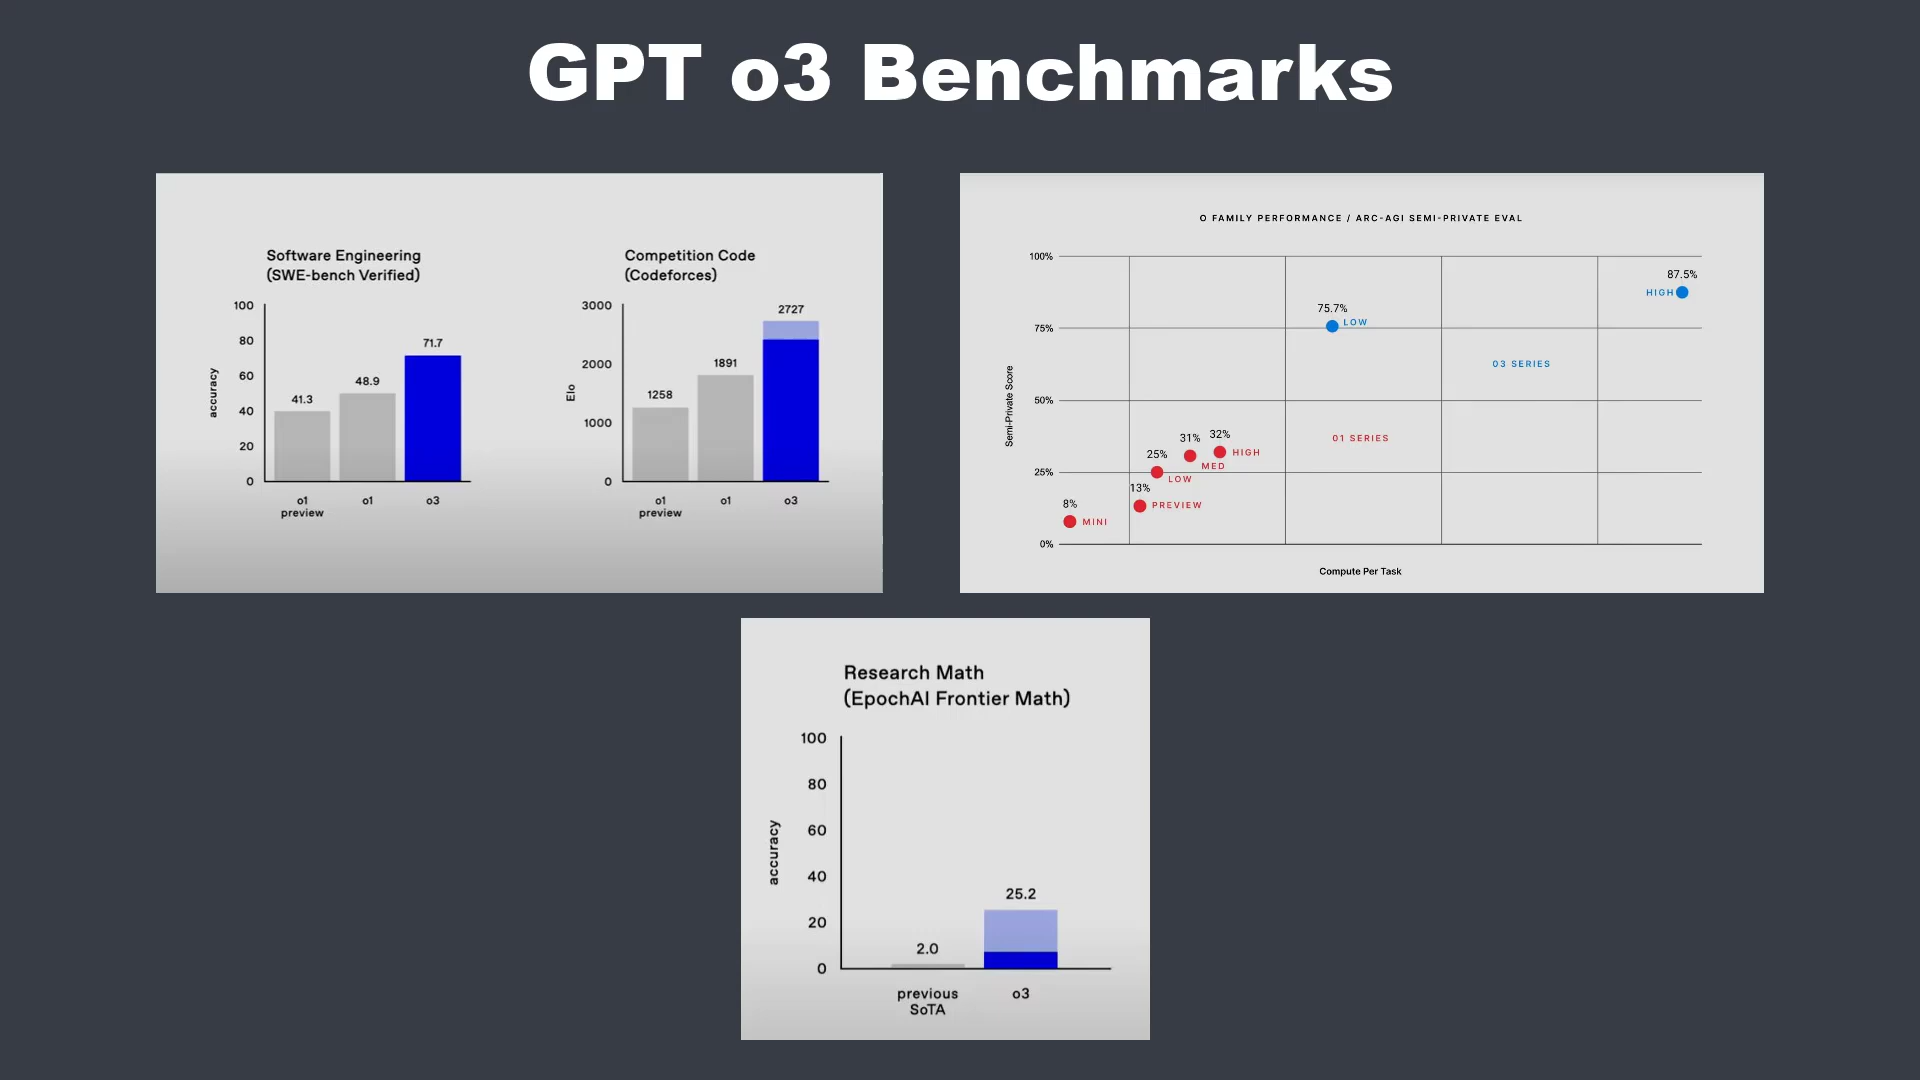 GPT o3 Benchmarks
Software Engineering
(SWE-bench Verified)
accuracy
100
80
60
40
20
0
41.3
48.9
71.7
o1
preview
o1
o3
Competition Code
(Codeforces)
Elo
3000
2000
1000
0
1258
1891
2727
o1
preview
o1
o3
O FAMILY PERFORMANCE / ARC-AGI SEMI-PRIVATE EVAL
Semi-Private Score
100%
75%
50%
25%
0%
87.5%
HIGH
75.7%
LOW
O3 SERIES
O1 SERIES
32%
HIGH
31%
MED
25%
LOW
13%
PREVIEW
8%
MINI
Compute Per Task
Research Math
(EpochAI Frontier Math)
accuracy
100
80
60
40
20
0
2.0
25.2
previous
SoTA
o3